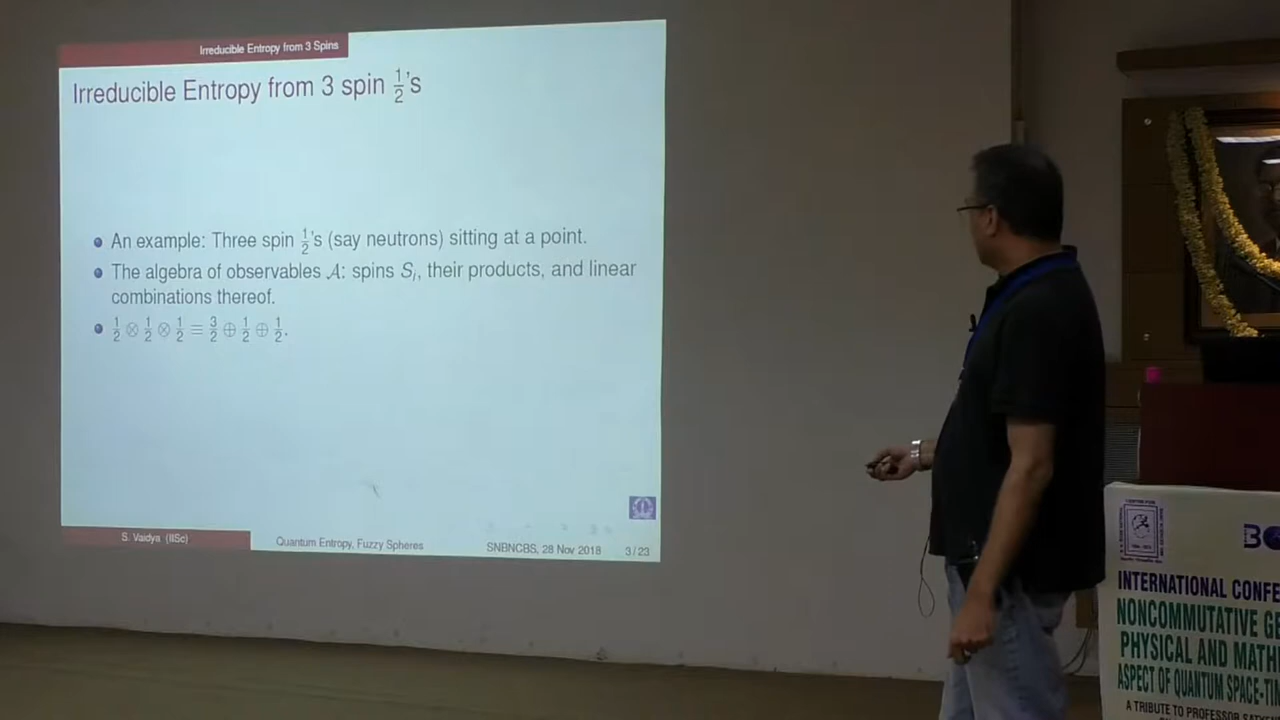 Irreducible Entropy from 3 Spins
Irreducible Entropy from 3 spin 1/2's
An example: Three spin 1/2's (say neutrons) sitting at a point.
The algebra of observables 𝒜: spins Sᵢ, their products, and linear
combinations thereof.
1/2 ⊗ 1/2 ⊗ 1/2 ≡ 3/2 ⊕ 1/2 ⊕ 1/2.
S. Vaidya (IISc)
Quantum Entropy, Fuzzy Spheres
SNBNCBS, 28 Nov 2018
3 / 23
INTERNATIONAL CONFE
NONCOMMUTATIVE GE
PHYSICAL AND MATH
ASPECT OF QUANTUM SPACE-TI
A TRIBUTE TO PROFESSOR SATY